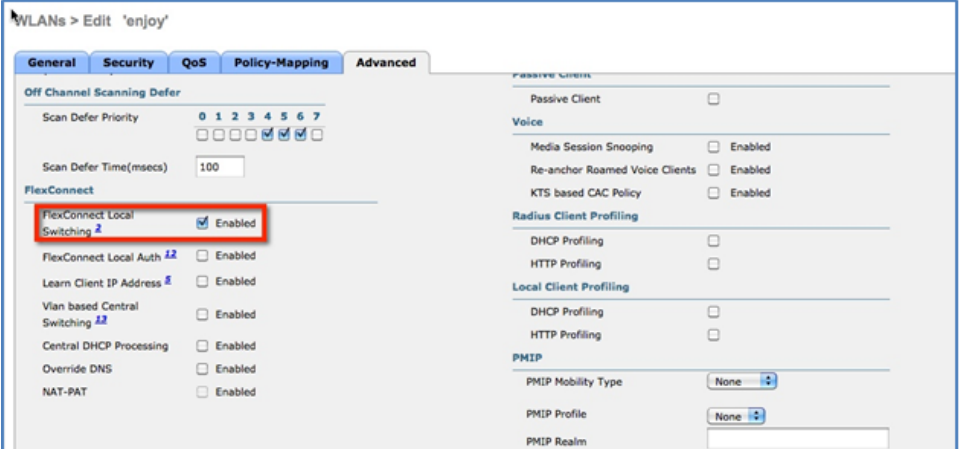 WLANs > Edit 'enjoy'
General Security QoS Policy-Mapping Advanced
Off Channel Scanning Defer
Scan Defer Priority 0 1 2 3 4 5 6 7
Scan Defer Time(msecs) 100
FlexConnect
FlexConnect Local
Switching 2 Enabled
FlexConnect Local Auth 12 Enabled
Learn Client IP Address 5 Enabled
Vlan based Central
Switching 13 Enabled
Central DHCP Processing Enabled
Override DNS Enabled
NAT-PAT Enabled
Passive Client
Passive Client
Voice
Media Session Snooping Enabled
Re-anchor Roamed Voice Clients Enabled
KTS based CAC Policy Enabled
Radius Client Profiling
DHCP Profiling
HTTP Profiling
Local Client Profiling
DHCP Profiling
HTTP Profiling
PMIP
PMIP Mobility Type None
PMIP Profile None
PMIP Realm